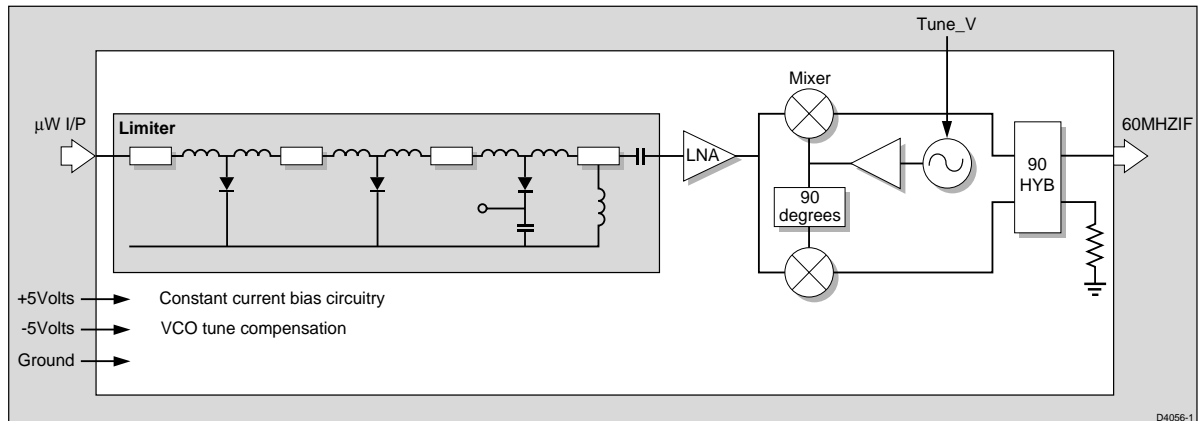 Tune_V
Mixer
µW I/P
Limiter
60MHZIF
LNA
90
degrees
90
HYB
+5Volts
Constant current bias circuitry
-5Volts
VCO tune compensation
Ground
D4056-1